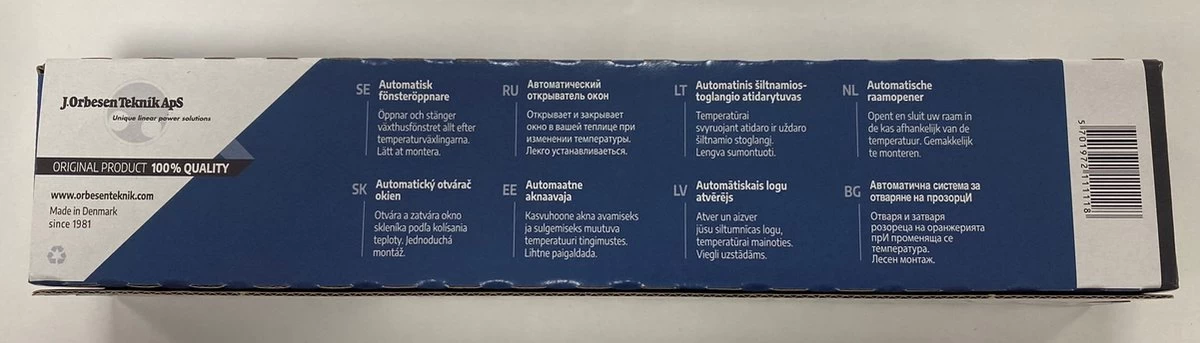 J.Orbesen Teknik ApS
Unique linear power solutions
ORIGINAL PRODUCT 100% QUALITY
www.orbesenteknik.com
Made in Denmark
since 1981
SE
Automatisk
fönsteröppnare
Öppnar och stänger
växthusfönstret allt efter
temperaturväxlingarna.
Lätt at montera.
RU
Автоматический
открыватель окон
Открывает и закрывает
окно в вашей теплице при
изменении температуры.
Лекго устанавливаеться.
LT
Automatinis šiltnamios-
toglangio atidarytuvas
Temperatūrai
svyruojant atidaro ir uždaro
šiltnamio stoglangį.
Lengva sumontuoti.
NL
Automatische
raamopener
Opent en sluit uw raam in
de kas afhankelijk van de
temperatuur. Gemakkelijk
te monteren.
SK
Automatický otvárač
okien
Otvára a zatvára okno
skleníka podľa kolísania
teploty. Jednoduchá
montáž.
EE
Automaatne
aknaavaja
Kasvuhoone akna avamiseks
ja sulgemiseks muutuva
temperatuuri tingimustes.
Lihtne paigaldada.
LV
Automātiskais logu
atvērējs
Atver un aizver
jūsu siltumnicas logu,
temperatūrai mainoties.
Viegli uzstādāms.
BG
Автоматична система за
отваряне на прозорцИ
Отваря и затваря
розореца на оранжерията
прИ променяща се
температура.
Лесен монтаж.
5 701972 111118